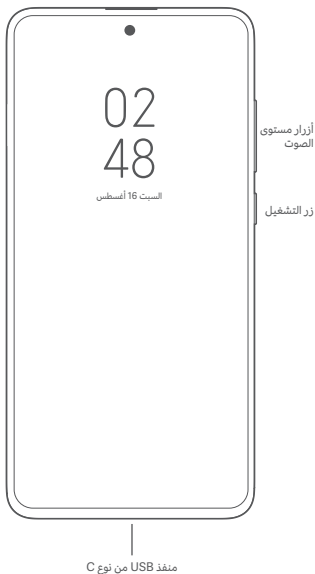 02
48
السبت 16 أغسطس
أزرار مستوى
الصوت
زر التشغيل
منفذ USB من نوع C